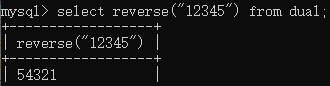 mysql> select reverse("12345") from dual;
+------------------+
| reverse("12345") |
+------------------+
| 54321            |